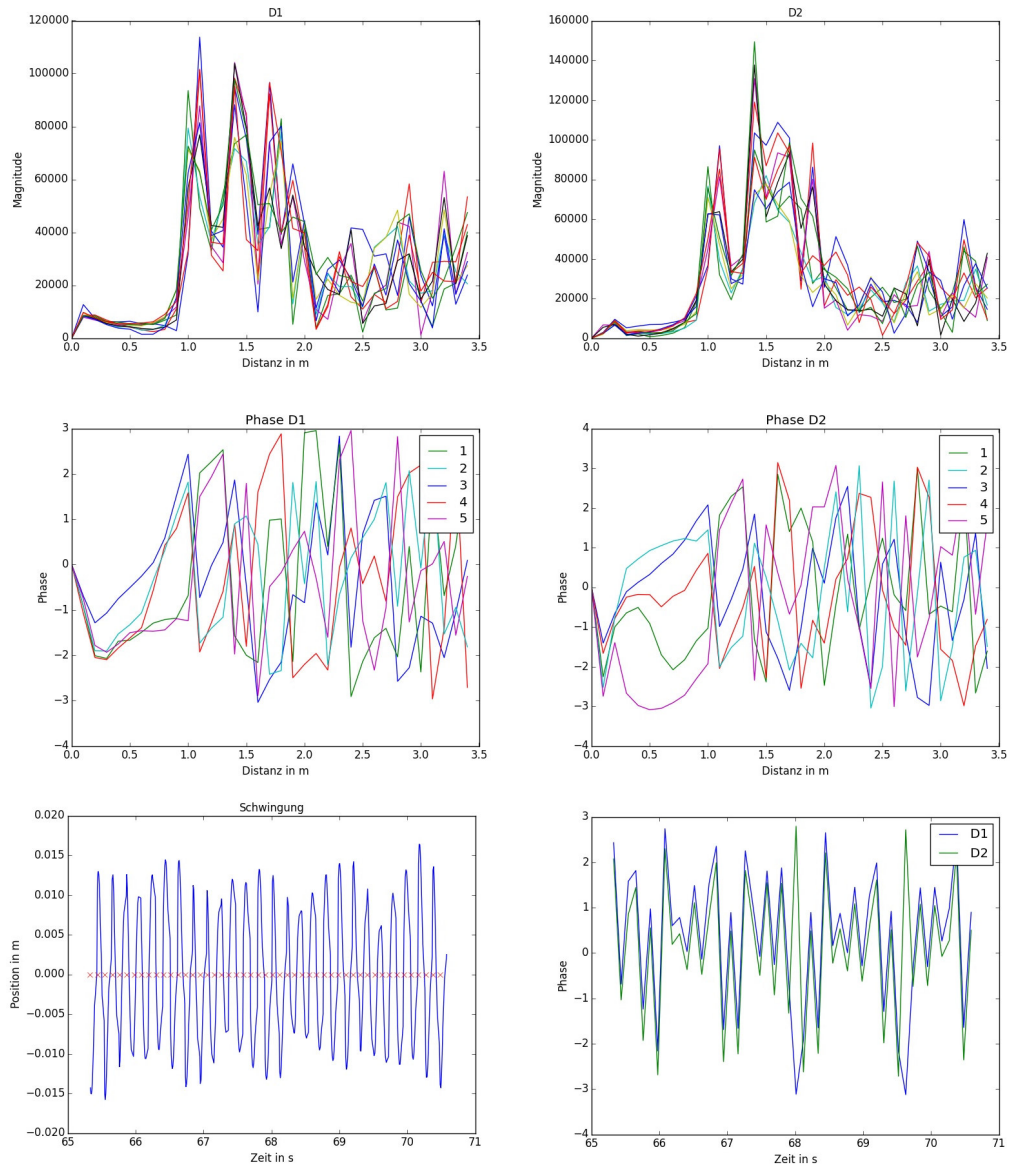 D1
Magnitude
120000
100000
80000
60000
40000
20000
0
0.0 0.5 1.0 1.5 2.0 2.5 3.0 3.5
Distanz in m
D2
Magnitude
160000
140000
120000
100000
80000
60000
40000
20000
0
0.0 0.5 1.0 1.5 2.0 2.5 3.0 3.5
Distanz in m
Phase D1
Phase
3
2
1
0
−1
−2
−3
−4
0.0 0.5 1.0 1.5 2.0 2.5 3.0 3.5
Distanz in m
1
2
3
4
5
Phase D2
Phase
4
3
2
1
0
−1
−2
−3
−4
0.0 0.5 1.0 1.5 2.0 2.5 3.0 3.5
Distanz in m
1
2
3
4
5
Schwingung
Position in m
0.020
0.015
0.010
0.005
0.000
−0.005
−0.010
−0.015
−0.020
65 66 67 68 69 70 71
Zeit in s
Phase
3
2
1
0
−1
−2
−3
−4
65 66 67 68 69 70 71
Zeit in s
D1
D2